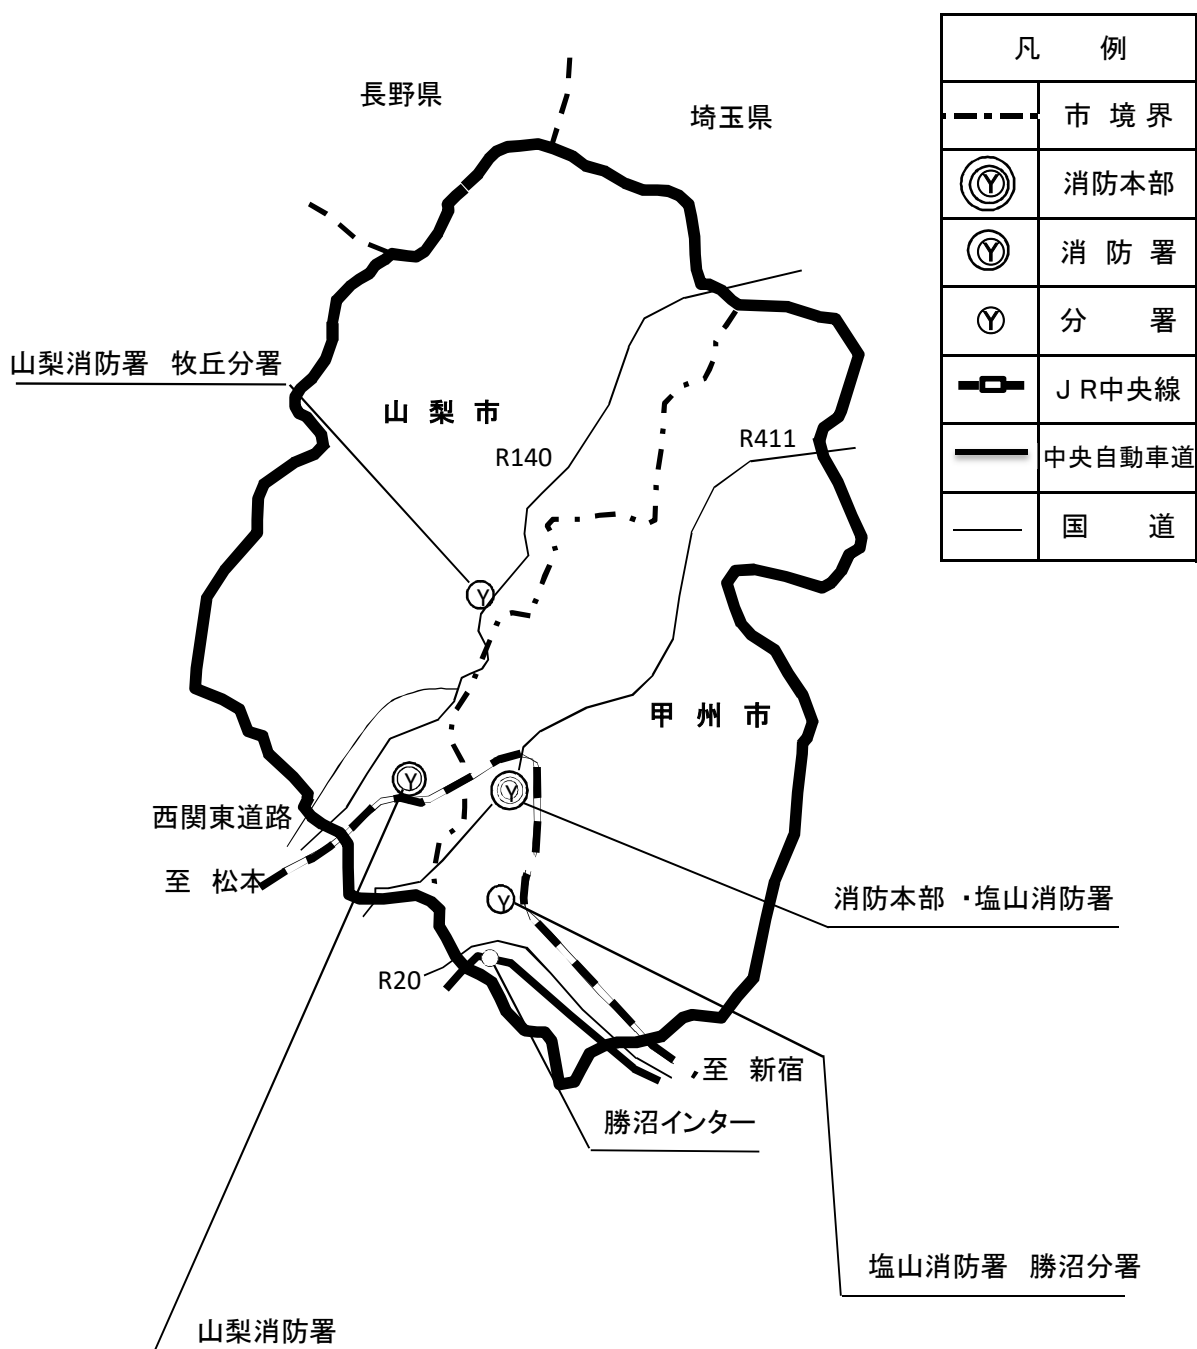 凡 例
長野県
埼玉県
市 境 界
Y
消防本部
Y
消 防 署
Y
分 署
山梨消防署 牧丘分署
山 梨 市
ＪＲ中央線
R411
R140
中央自動車道
国 道
Y
甲 州 市
Y
Y
西関東道路
至 松本
Y
消防本部 ・塩山消防署
R20
至 新宿
勝沼インター
塩山消防署 勝沼分署
山梨消防署